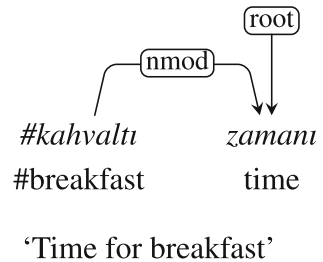 root
nmod
#kahvaltı zamanı
#breakfast time
‘Time for breakfast’